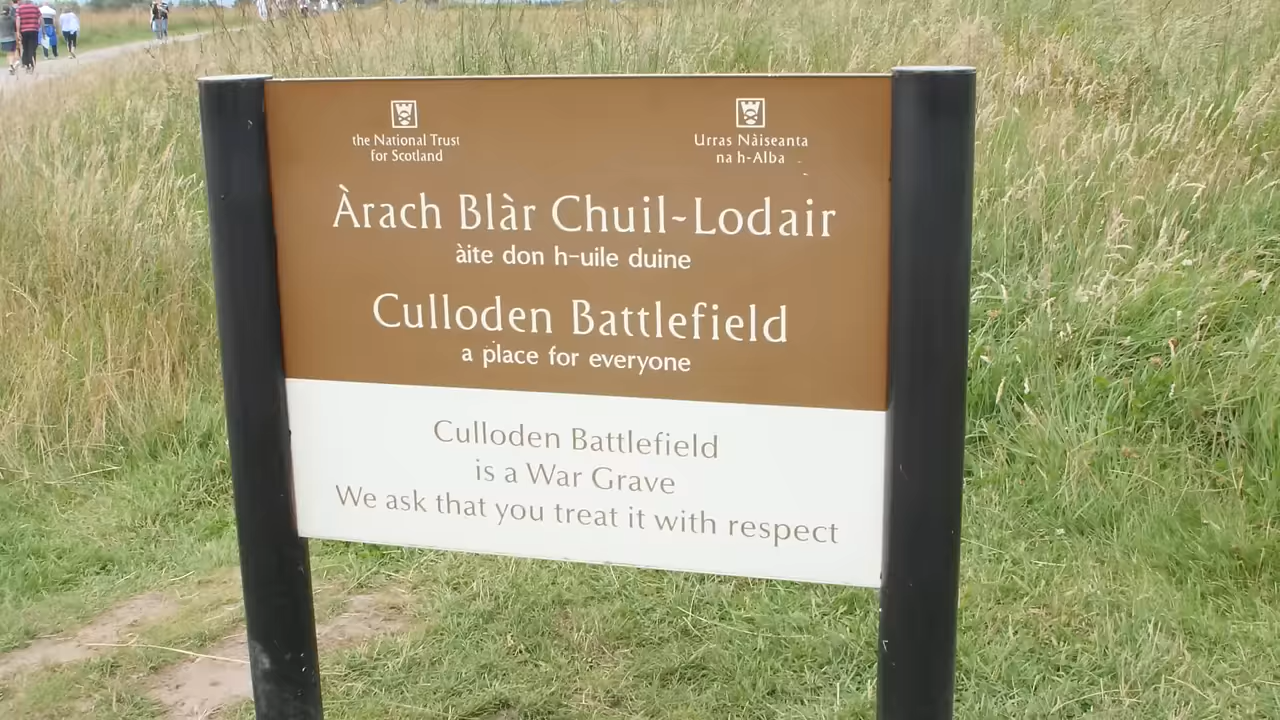 the National Trust
for Scotland
Urras Nàiseanta
na h-Alba
Àrach Blàr Chuil-Lodair
àite don h-uile duine
Culloden Battlefield
a place for everyone
Culloden Battlefield
is a War Grave
We ask that you treat it with respect